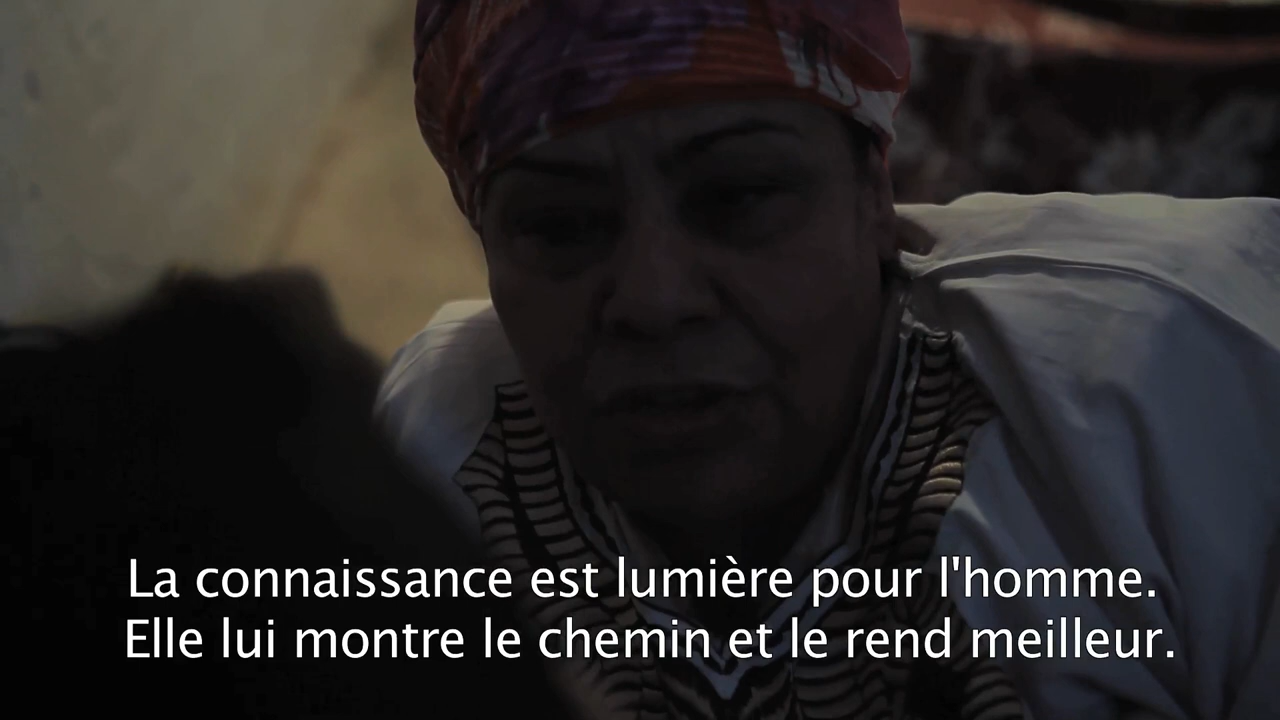 La connaissance est lumière pour l'homme.
Elle lui montre le chemin et le rend meilleur.